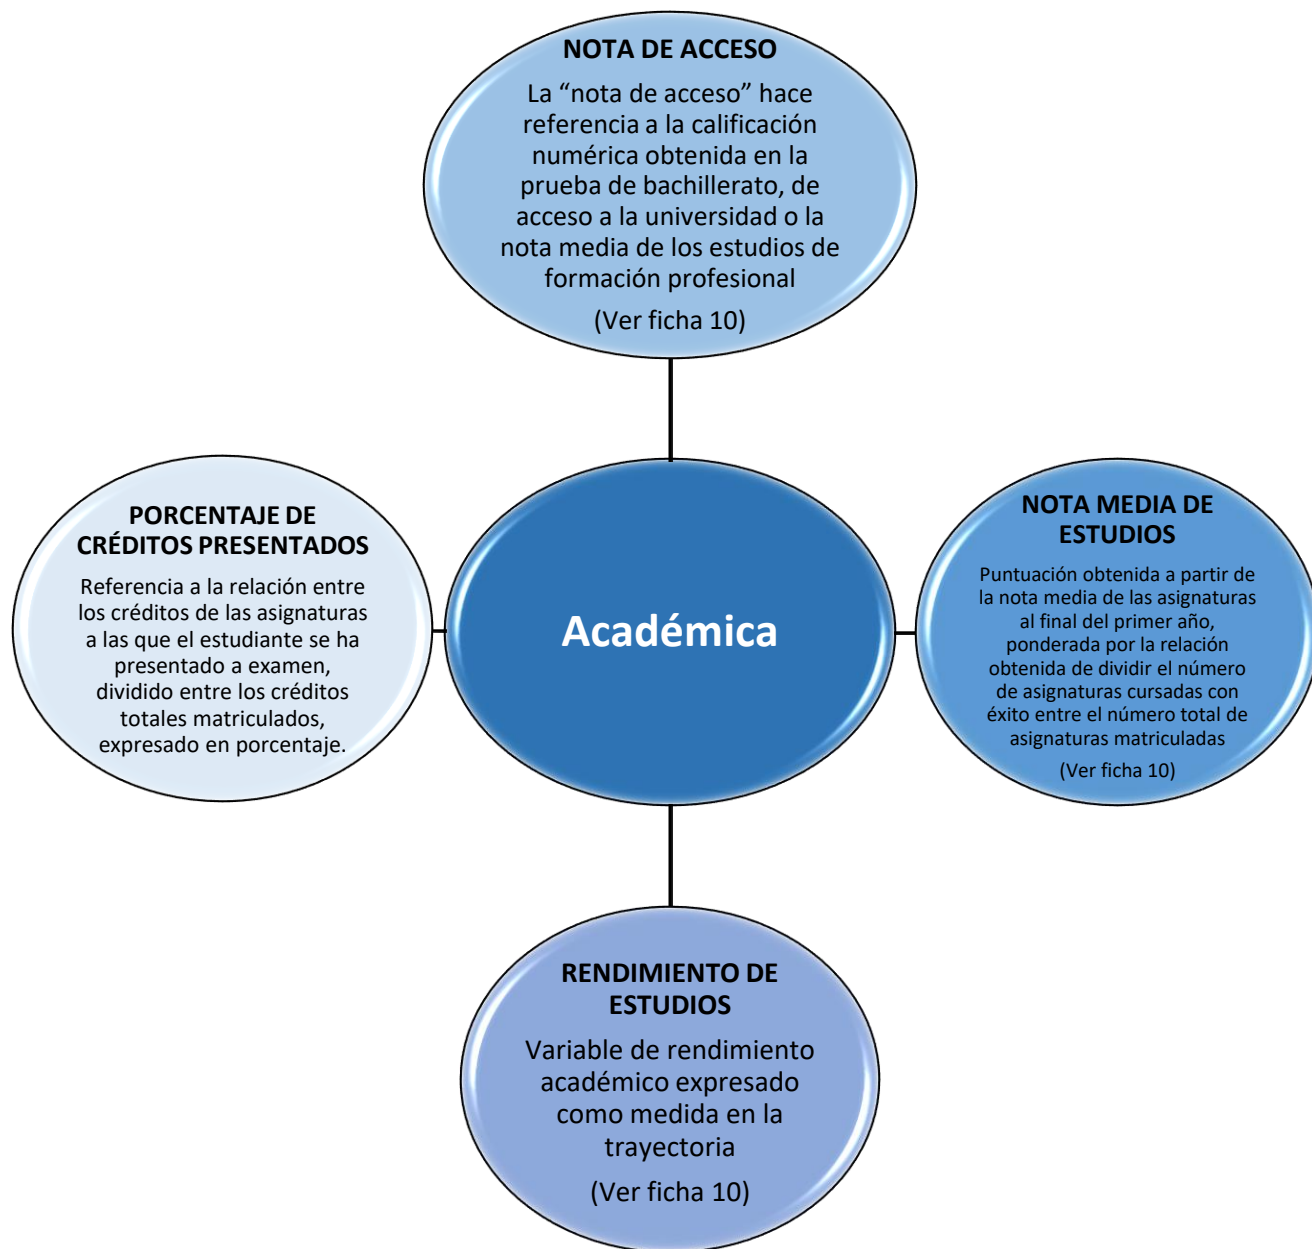 NOTA DE ACCESO
La “nota de acceso” hace
referencia a la calificación
numérica obtenida en la
prueba de bachillerato, de
acceso a la universidad o la
nota media de los estudios de
formación profesional
(Ver ficha 10)
PORCENTAJE DE
CRÉDITOS PRESENTADOS
Referencia a la relación entre
los créditos de las asignaturas
a las que el estudiante se ha
presentado a examen,
dividido entre los créditos
totales matriculados,
expresado en porcentaje.
Académica
NOTA MEDIA DE
ESTUDIOS
Puntuación obtenida a partir de
la nota media de las asignaturas
al final del primer año,
ponderada por la relación
obtenida de dividir el número
de asignaturas cursadas con
éxito entre el número total de
asignaturas matriculadas
(Ver ficha 10)
RENDIMIENTO DE
ESTUDIOS
Variable de rendimiento
académico expresado
como medida en la
trayectoria
(Ver ficha 10)